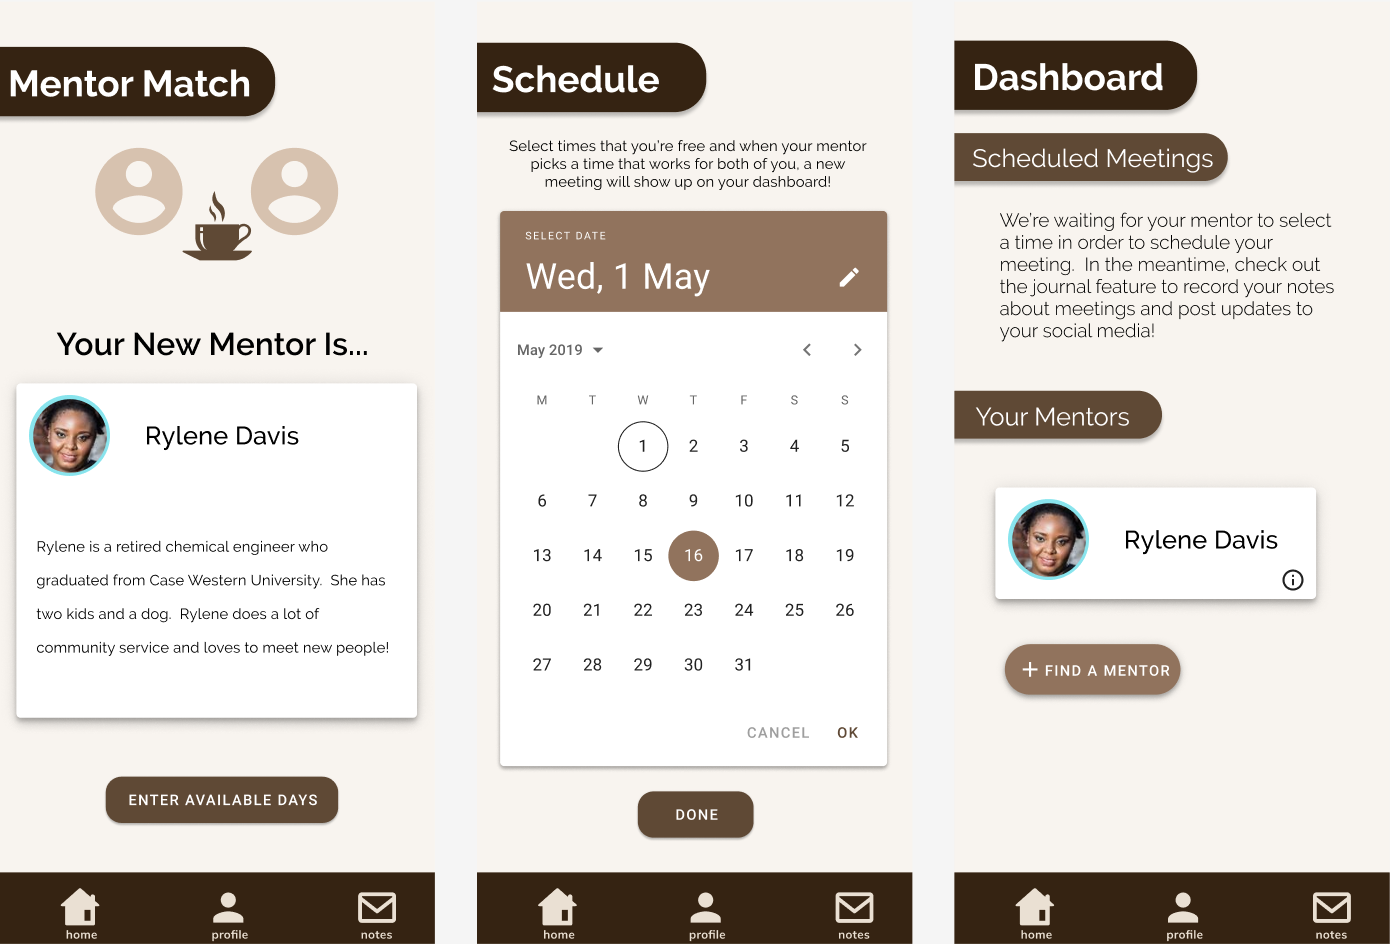 Mentor Match
Your New Mentor Is...
Rylene Davis
Rylene is a retired chemical engineer who
graduated from Case Western University.  She has
two kids and a dog.  Rylene does a lot of
community service and loves to meet new people!
ENTER AVAILABLE DAYS
home profile notes
Schedule
Select times that you're free and when your mentor
picks a time that works for both of you, a new
meeting will show up on your dashboard!
SELECT DATE
Wed, 1 May
May 2019
M T W T F S S
1 2 3 4 5
6 7 8 9 10 11 12
13 14 15 16 17 18 19
20 21 22 23 24 25 26
27 28 29 30 31
CANCEL OK
DONE
home profile notes
Dashboard
Scheduled Meetings
We're waiting for your mentor to select
a time in order to schedule your
meeting.  In the meantime, check out
the journal feature to record your notes
about meetings and post updates to
your social media!
Your Mentors
Rylene Davis
+ FIND A MENTOR
home profile notes